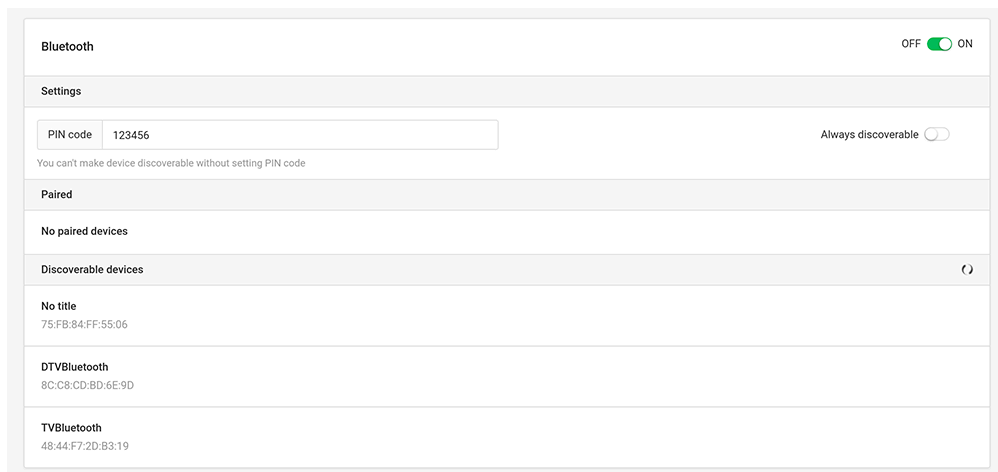 Bluetooth
OFF ON
Settings
PIN code 123456
Always discoverable
You can't make device discoverable without setting PIN code
Paired
No paired devices
Discoverable devices
No title
75:FB:84:FF:55:06
DTVBluetooth
8C:C8:CD:BD:6E:9D
TVBluetooth
48:44:F7:2D:B3:19